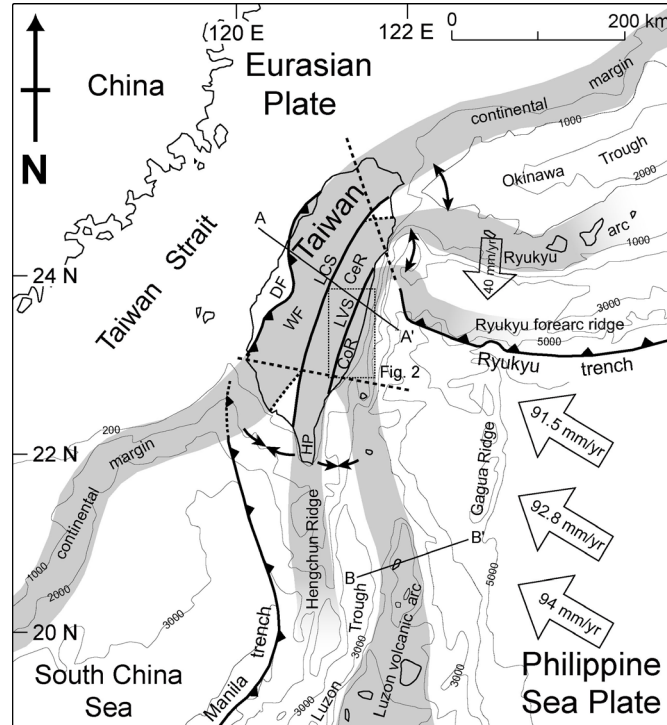 120 E
122 E
0
200 km
China
Eurasian
Plate
N
continental
margin
1000
Okinawa
Trough
2000
Taiwan
A
Taiwan Strait
Ryukyu
arc
1000
24 N
DF
LCS
CeR
WF
LVS
CoR
40 mm/yr
3000
Ryukyu forearc ridge
5000
A'
Ryukyu
trench
Fig. 2
200
continental
margin
HP
22 N
91.5 mm/yr
Gagua Ridge
92.8 mm/yr
B'
B
5000
1000
2000
3000
Hengchun Ridge
Trough
Luzon
Luzon volcanic arc
94 mm/yr
20 N
3000
3000
3000
3000
Manila
trench
South China
Sea
Philippine
Sea Plate